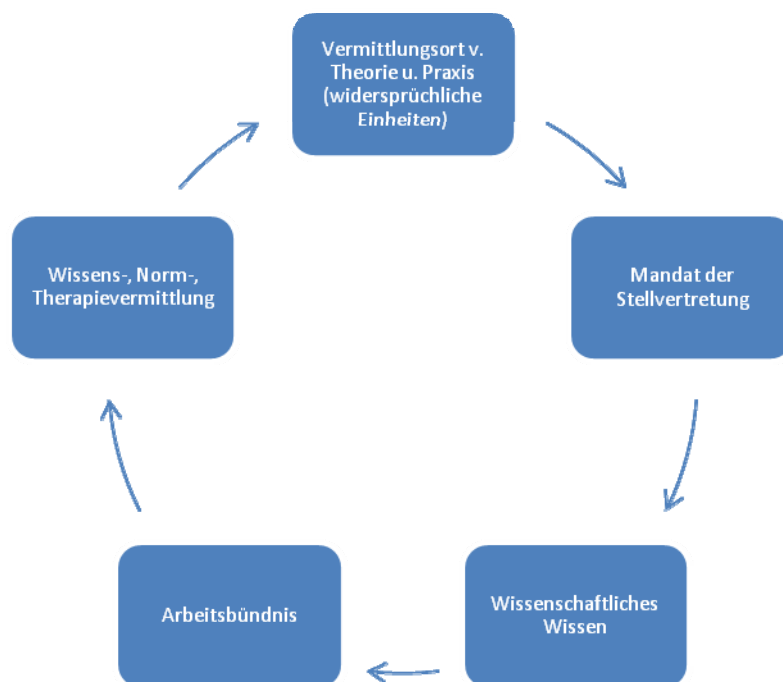 Vermittlungsort v.
Theorie u. Praxis
(widersprüchliche
Einheiten)
Mandat der
Stellvertretung
Wissenschaftliches
Wissen
Arbeitsbündnis
Wissens-, Norm-,
Therapievermittlung